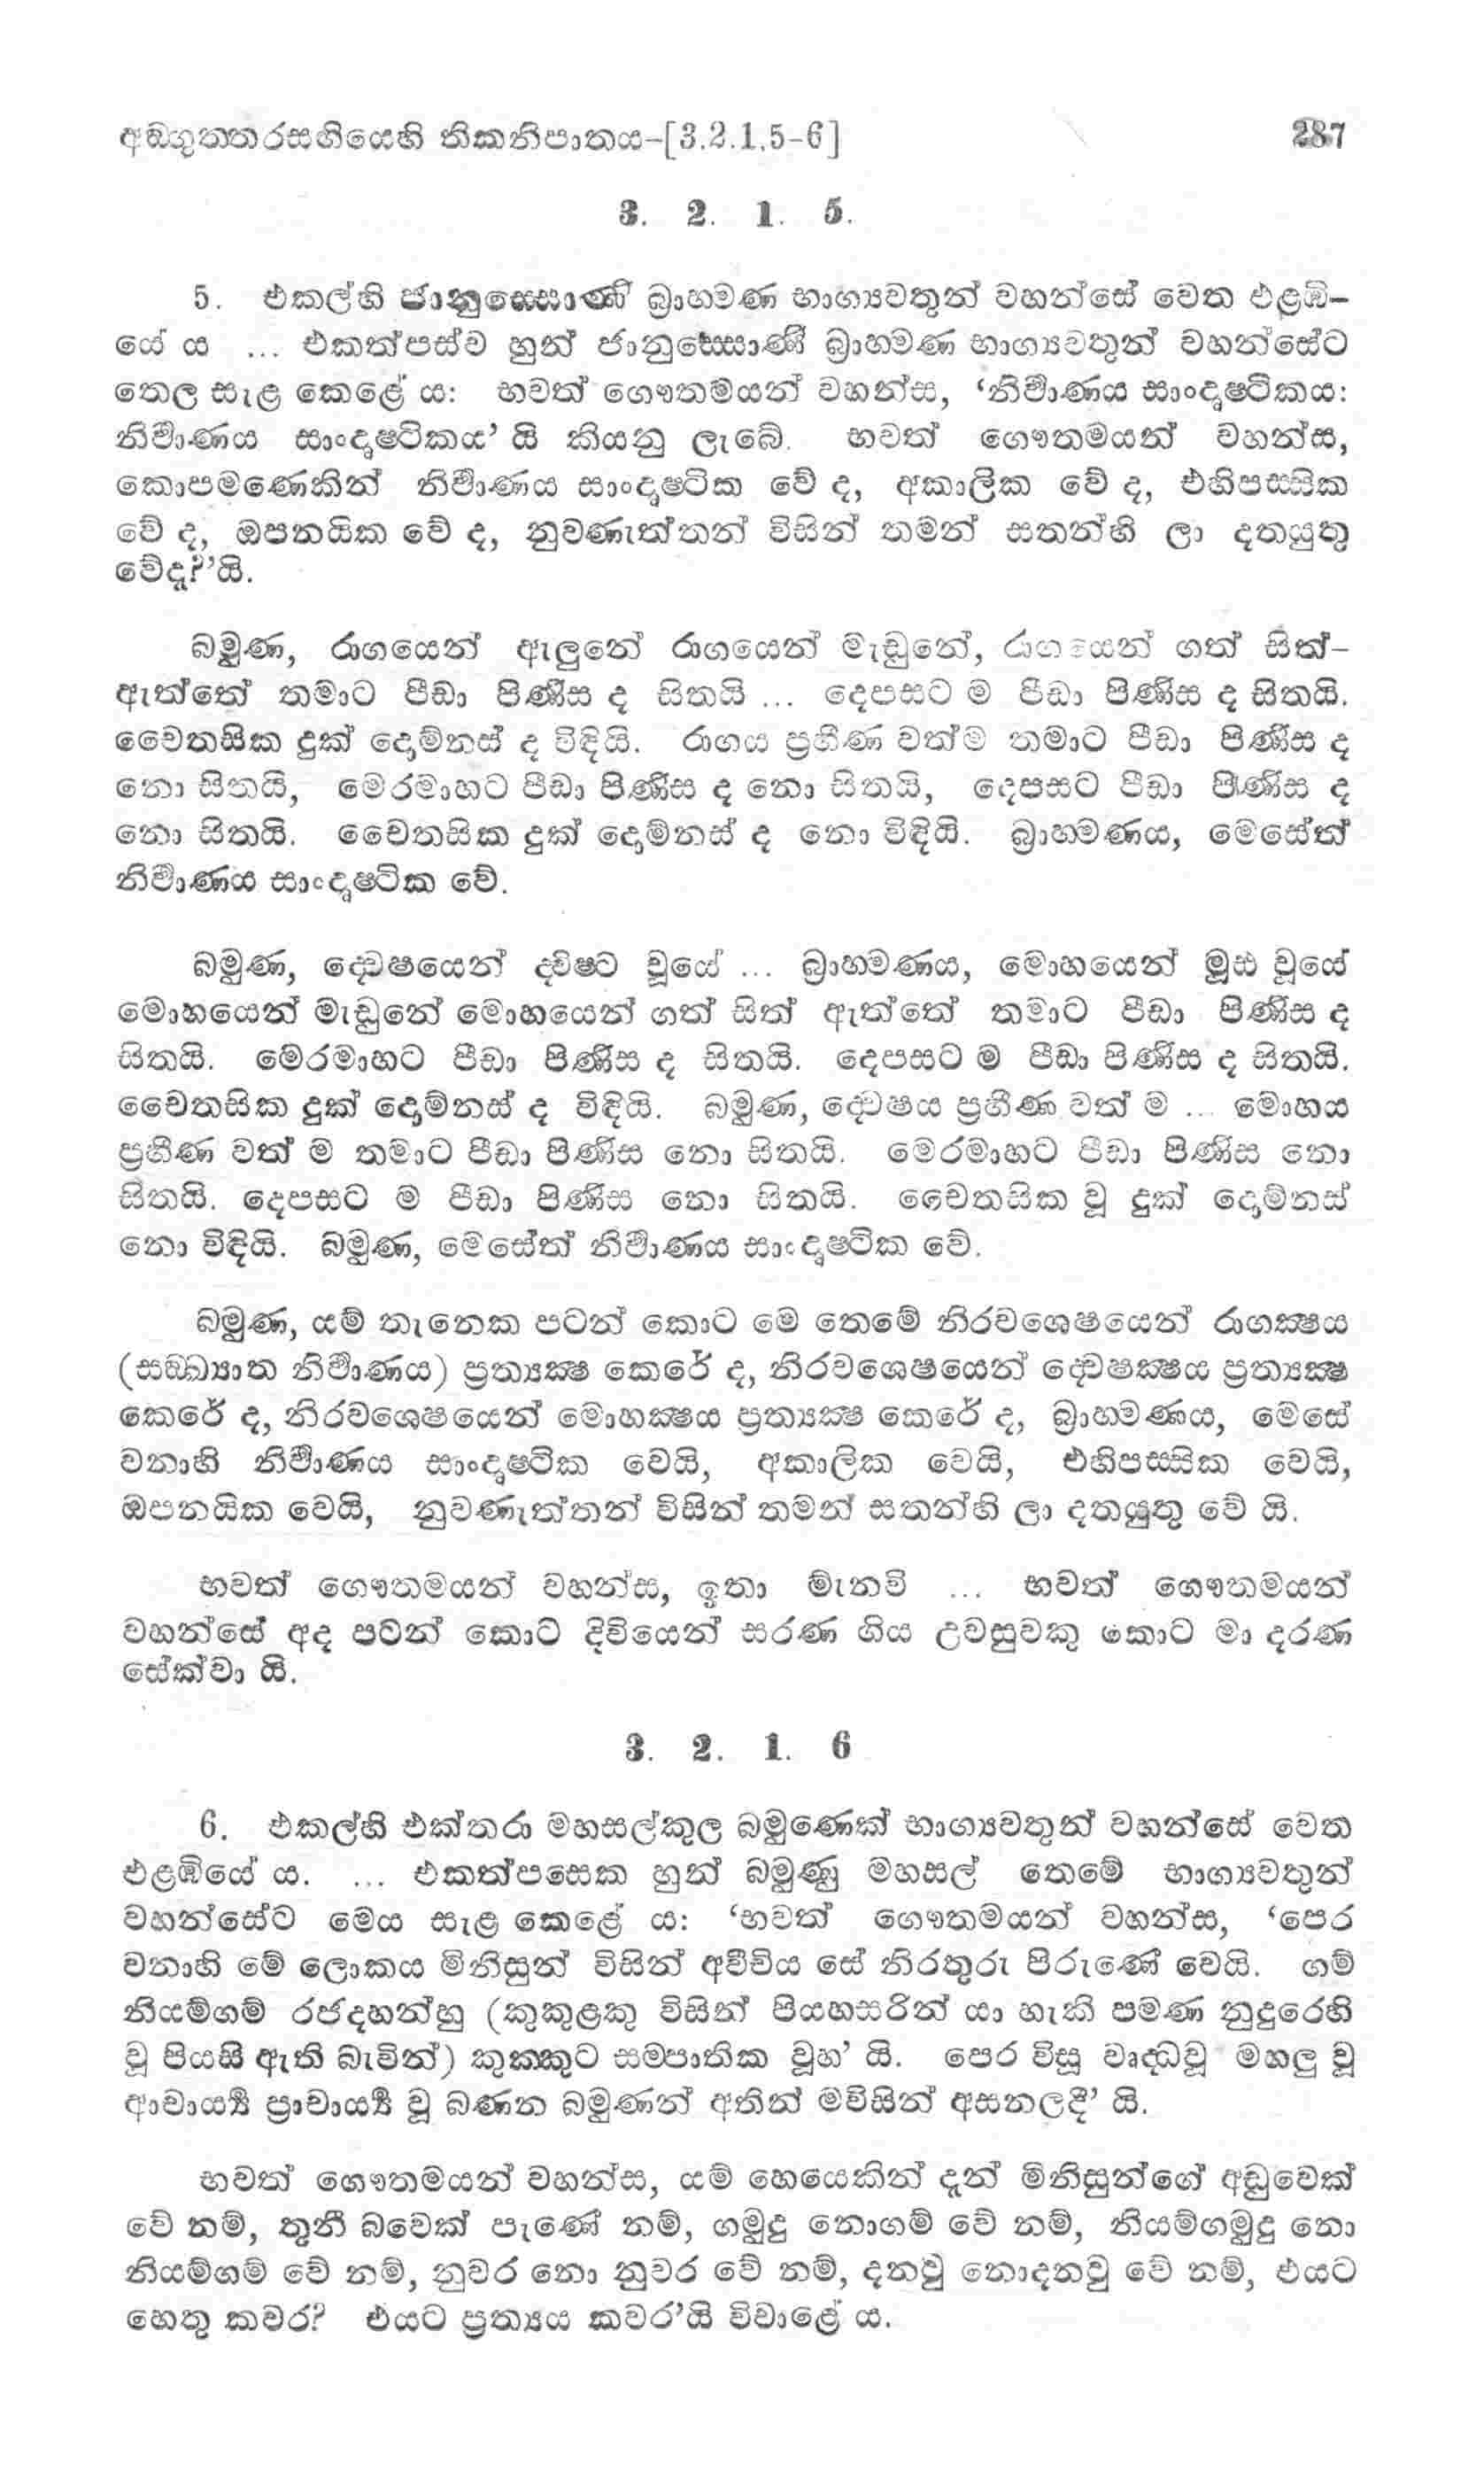 අඞගුත්තරසඟියෙහි තිකනිපාතය-[3.2.1.5-6] 287
3. 2. 1. 5.
5. එකල්හි ජානුස්සොණි බ්‍රාහ්මණ භාග්‍යවතුන් වහන්සේ වෙත එළඹි-
යේ ය ... එකත්පස්ව හුන් ජානුස්සොණි බ්‍රාහ්මණ භාග්‍යවතුන් වහන්සේට
තෙල සැළ කෙළේ ය: භවත් ගෞතමයන් වහන්ස, ‘නිර්‍වාණය සාංදෘෂ්ටිකය:
නිර්‍වාණය සාංදෘෂ්ටිකය’ යි කියනු ලැබේ. භවත් ගෞතමයන් වහන්ස,
කොපමණෙකින් නිර්‍වාණය සාංදෘෂ්ටික වේ ද, අකාලික වේ ද, එහිපස්සික
වේ ද, ඔපනයික වේ ද, නුවණැත්තන් විසින් තමන් සතන්හි ලා දතයුතු
වේදැ?’යි.
බමුණ, රාගයෙන් ඇලුනේ රාගයෙන් මැඩුනේ, රාගයෙන් ගත් සිත්-
ඇත්තේ තමාට පීඩා පිණිස ද සිතයි ... දෙපසට ම පීඩා පිණිස ද සිතයි.
චෛතසික දුක් දොම්නස් ද විඳියි. රාගය ප්‍රහීණ වත්ම තමාට පීඩා පිණිස ද
නො සිතයි, මෙරමාහට පීඩා පිණිස ද නො සිතයි, දෙපසට පීඩා පිණිස ද
නො සිතයි. චෛතසික දුක් දොම්නස් ද නො විඳියි. බ්‍රාහ්මණය, මෙසේත්
නිර්‍වාණය සාංදෘෂ්ටික වේ.
බමුණ, ද්වේෂයෙන් ද්විෂ්ට වූයේ ... බ්‍රාහ්මණය, මොහයෙන් මූඪ වූයේ
මොහයෙන් මැඩුනේ මොහයෙන් ගත් සිත් ඇත්තේ තමාට පීඩා පිණිස ද
සිතයි. මෙරමාහට පීඩා පිණිස ද සිතයි. දෙපසට ම පීඩා පිණිස ද සිතයි.
චෛතසික දුක් දොම්නස් ද විඳියි. බමුණ, ද්වේෂය ප්‍රහීණ වත් ම ... මොහය
ප්‍රහීණ වත් ම තමාට පීඩා පිණිස නො සිතයි. මෙරමාහට පීඩා පිණිස නො
සිතයි. දෙපසට ම පීඩා පිණිස නො සිතයි. චෛතසික වූ දුක් දොම්නස්
නො විඳියි. බමුණ, මෙසේත් නිර්‍වාණය සාංදෘෂ්ටික වේ.
බමුණ, යම් තැනෙක පටන් කොට මෙ තෙමේ නිරවශෙෂයෙන් රාගක්‍ෂය
(සඞ්ඛ්‍යාත නිර්‍වාණය) ප්‍රත්‍යක්‍ෂ කෙරේ ද, නිරවශෙෂයෙන් ද්වේෂක්‍ෂය ප්‍රත්‍යක්‍ෂ
කෙරේ ද, නිරවශෙෂයෙන් මොහක්‍ෂය ප්‍රත්‍යක්‍ෂ කෙරේ ද, බ්‍රාහ්මණය, මෙසේ
වනාහි නිර්‍වාණය සාංදෘෂ්ටික වෙයි, අකාලික වෙයි, එහිපස්සික වෙයි,
ඔපනයික වෙයි, නුවණැත්තන් විසින් තමන් සතන්හි ලා දතයුතු වේ යි.
භවත් ගෞතමයන් වහන්ස, ඉතා මැනවි ... භවත් ගෞතමයන්
වහන්සේ අද පටන් කොට දිවියෙන් සරණ ගිය උවසුවකු කොට මා දරණ
සේක්වා යි.
3. 2. 1. 6
6. එකල්හි එක්තරා මහසල්කුල බමුණෙක් භාග්‍යවතුන් වහන්සේ වෙත
එළඹියේ ය. ... එකත්පසෙක හුන් බමුණු මහසල් තෙමේ භාග්‍යවතුන්
වහන්සේට මෙය සැළ කෙළේ ය: ‘භවත් ගෞතමයන් වහන්ස, ‘පෙර
වනාහි මේ ලොකය මිනිසුන් විසින් අවීචිය සේ නිරතුරු පිරුණේ වෙයි. ගම්
නියම්ගම් රජදහන්හු (කුකුළකු විසින් පියහසරින් යා හැකි පමණ නුදුරෙහි
වූ පියසි ඇති බැවින්) කුක්කුට සම්පාතික වූහ’ යි. පෙර විසූ වෘද්ධවූ මහලු වූ
ආචාර්‍ය්‍ය ප්‍රාචාර්‍ය්‍ය වූ බණන බමුණන් අතින් මවිසින් අසනලදි’ යි.
භවත් ගෞතමයන් වහන්ස, යම් හෙයෙකින් දැන් මිනිසුන්ගේ අඩුවෙක්
වේ නම්, තුනී බවෙක් පැණේ නම්, ගමුදු නොගම් වේ නම්, නියම්ගමුදු නො
නියම්ගම් වේ නම්, නුවර නො නුවර වේ නම්, දනවු නොදනවු වේ නම්, එයට
හෙතු කවර? එයට ප්‍රත්‍යය කවර’යි විචාළේ ය.